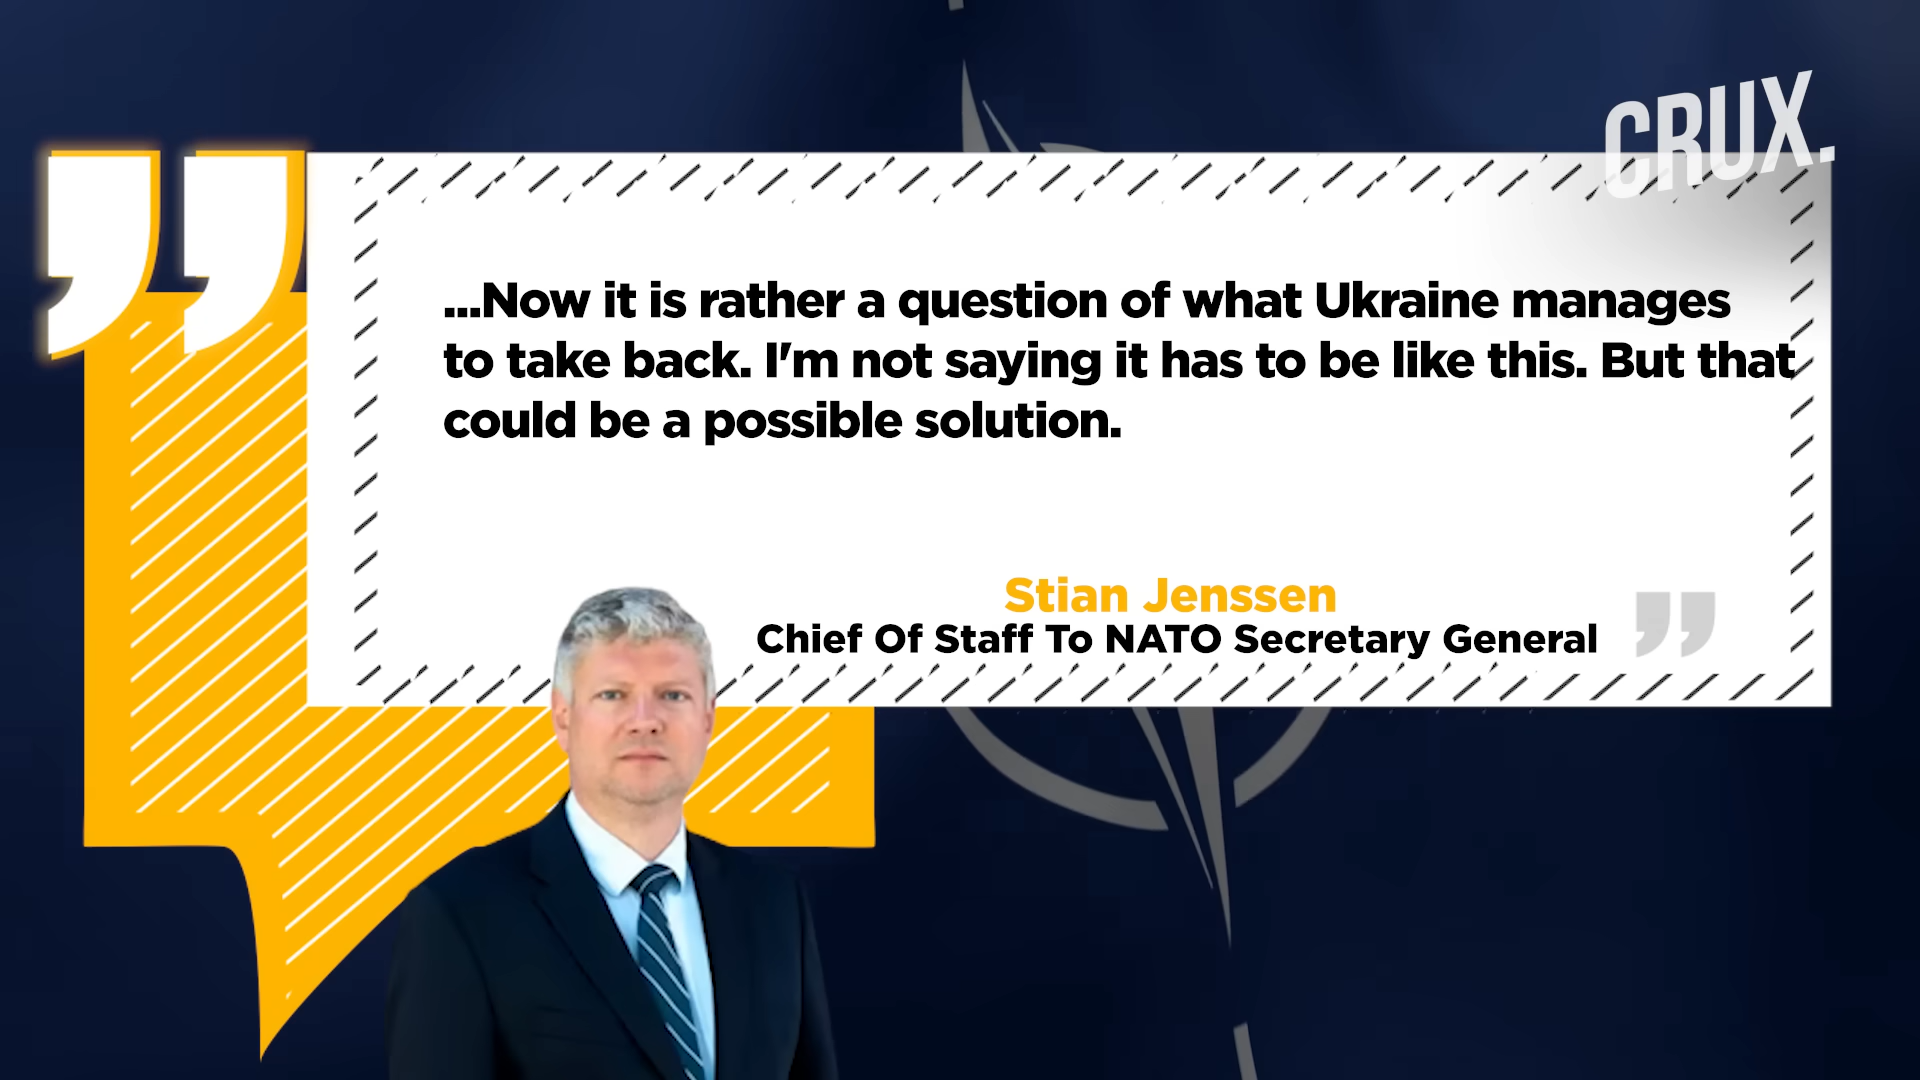 CRUX.
...Now it is rather a question of what Ukraine manages
to take back. I'm not saying it has to be like this. But that
could be a possible solution.
Stian Jenssen
Chief Of Staff To NATO Secretary General